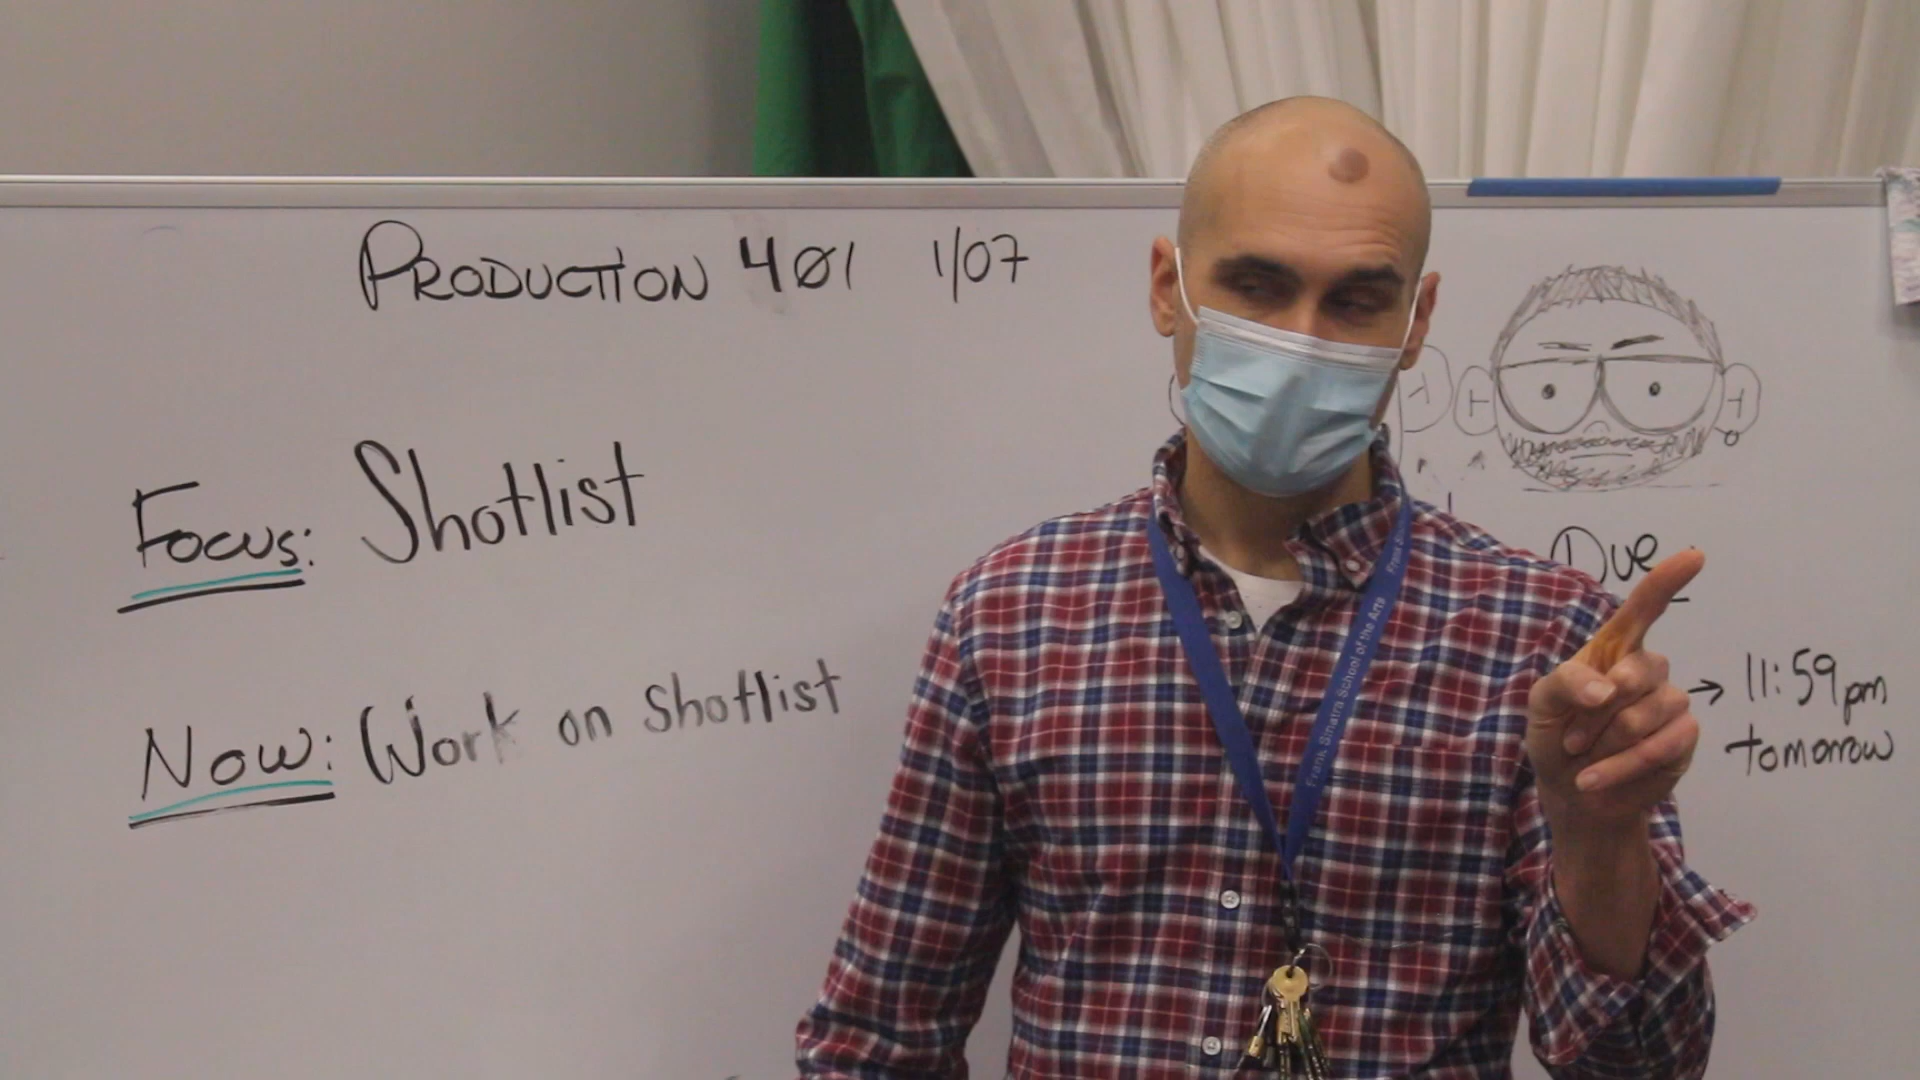 PRODUCTION 401 1/07
Focus: Shotlist
Now: Work on Shotlist
Due
→ 11:59pm
tomorrow
Frank Sinatra School of the Arts
Frank